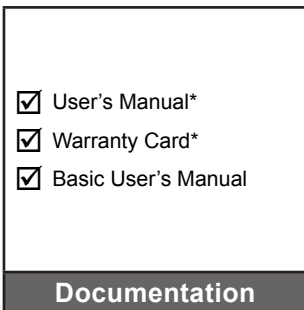 ☑ User’s Manual*
☑ Warranty Card*
☑ Basic User’s Manual
Documentation